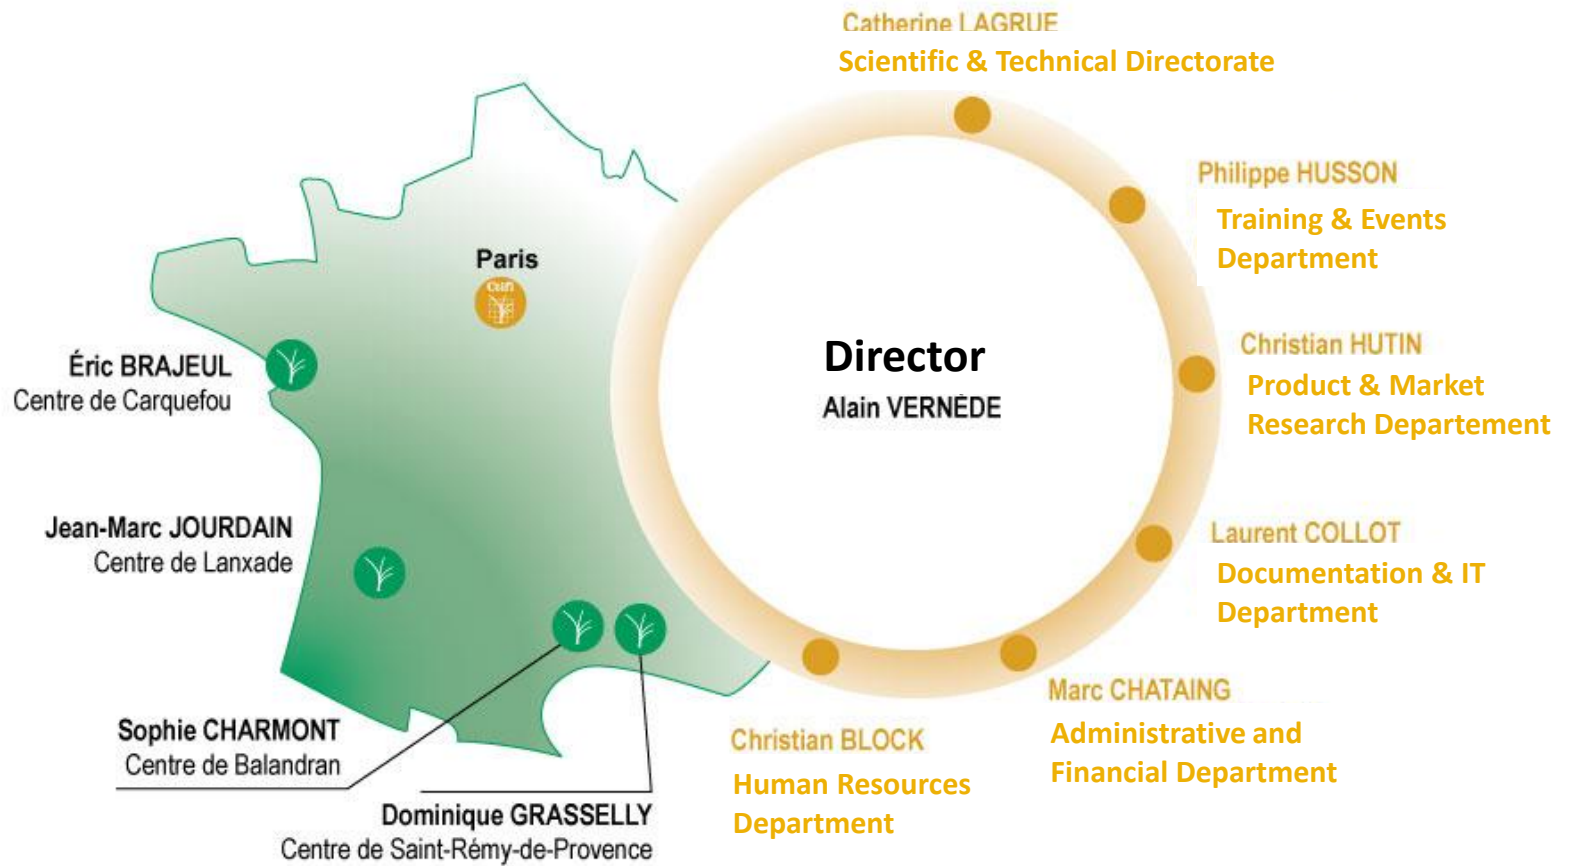 Catherine LAGRUE
Scientific & Technical Directorate
Philippe HUSSON
Training & Events
Department
Paris
Ctifl
Director
Alain VERNÈDE
Christian HUTIN
Product & Market
Research Departement
Éric BRAJEUL
Centre de Carquefou
Jean-Marc JOURDAIN
Centre de Lanxade
Laurent COLLOT
Documentation & IT
Department
Marc CHATAING
Administrative and
Financial Department
Christian BLOCK
Human Resources
Department
Sophie CHARMONT
Centre de Balandran
Dominique GRASSELLY
Centre de Saint-Rémy-de-Provence